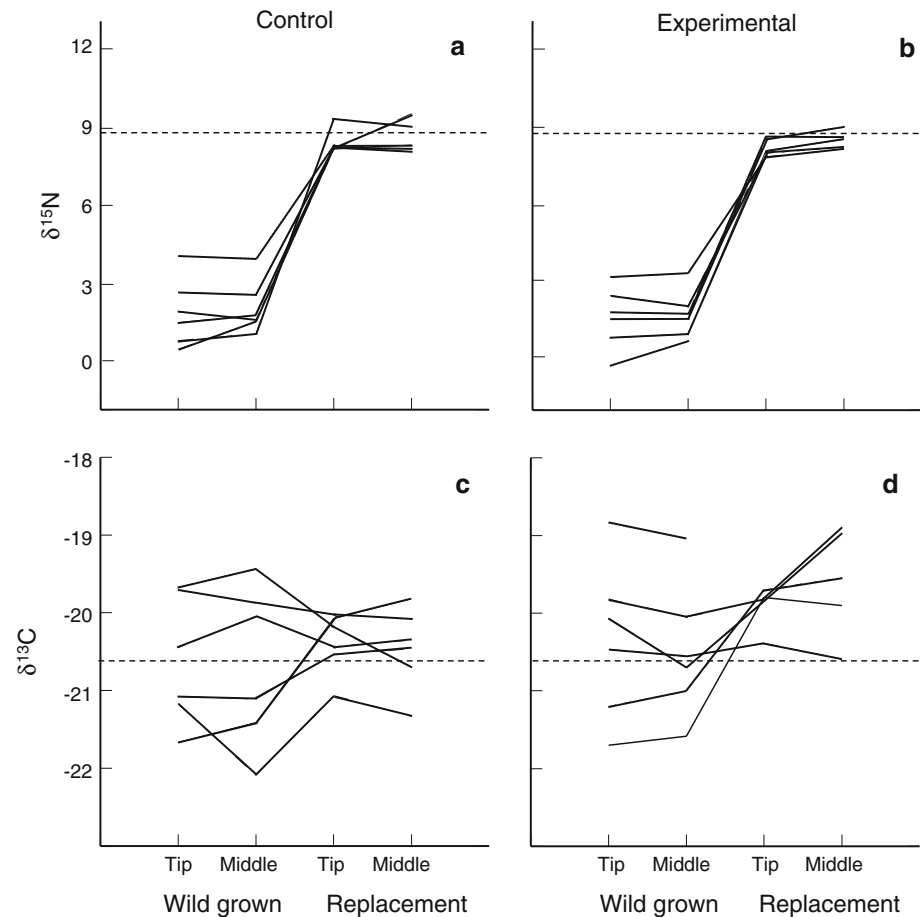 Control
Experimental
a
b
12
9
6
3
0
δ15N
c
d
-18
-19
-20
-21
-22
δ13C
Tip Middle Tip Middle
Wild grown Replacement
Tip Middle Tip Middle
Wild grown Replacement